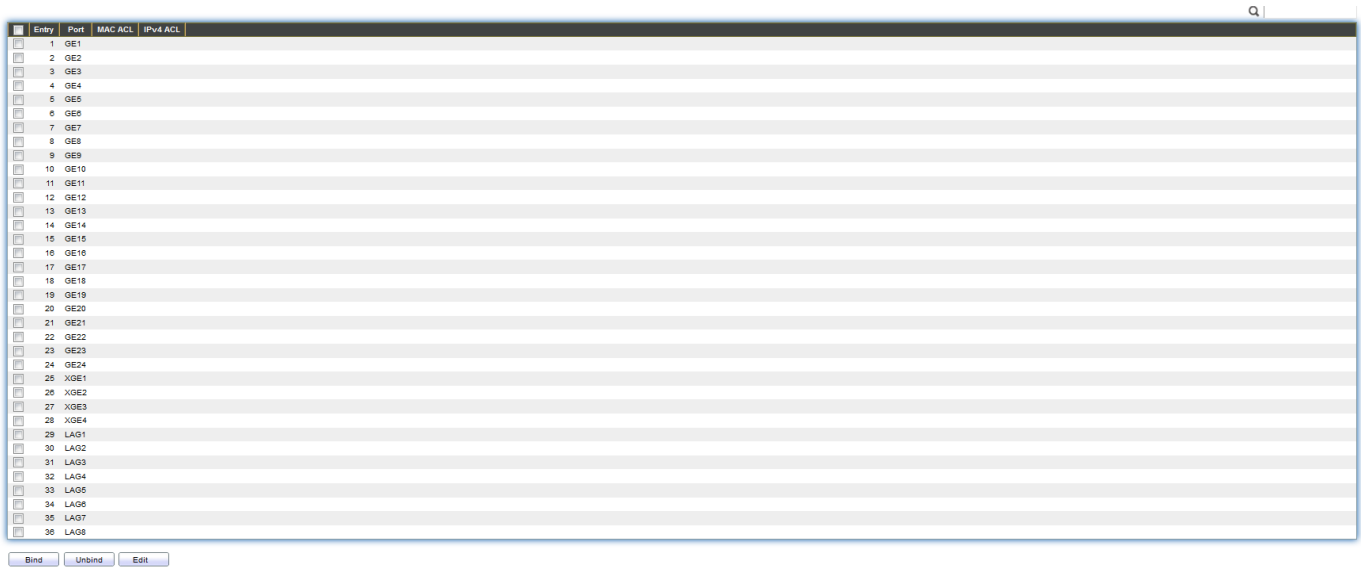 Entry Port MAC ACL IPv4 ACL
1 GE1
2 GE2
3 GE3
4 GE4
5 GE5
6 GE6
7 GE7
8 GE8
9 GE9
10 GE10
11 GE11
12 GE12
13 GE13
14 GE14
15 GE15
16 GE16
17 GE17
18 GE18
19 GE19
20 GE20
21 GE21
22 GE22
23 GE23
24 GE24
25 XGE1
26 XGE2
27 XGE3
28 XGE4
29 LAG1
30 LAG2
31 LAG3
32 LAG4
33 LAG5
34 LAG6
35 LAG7
36 LAG8
Bind Unbind Edit